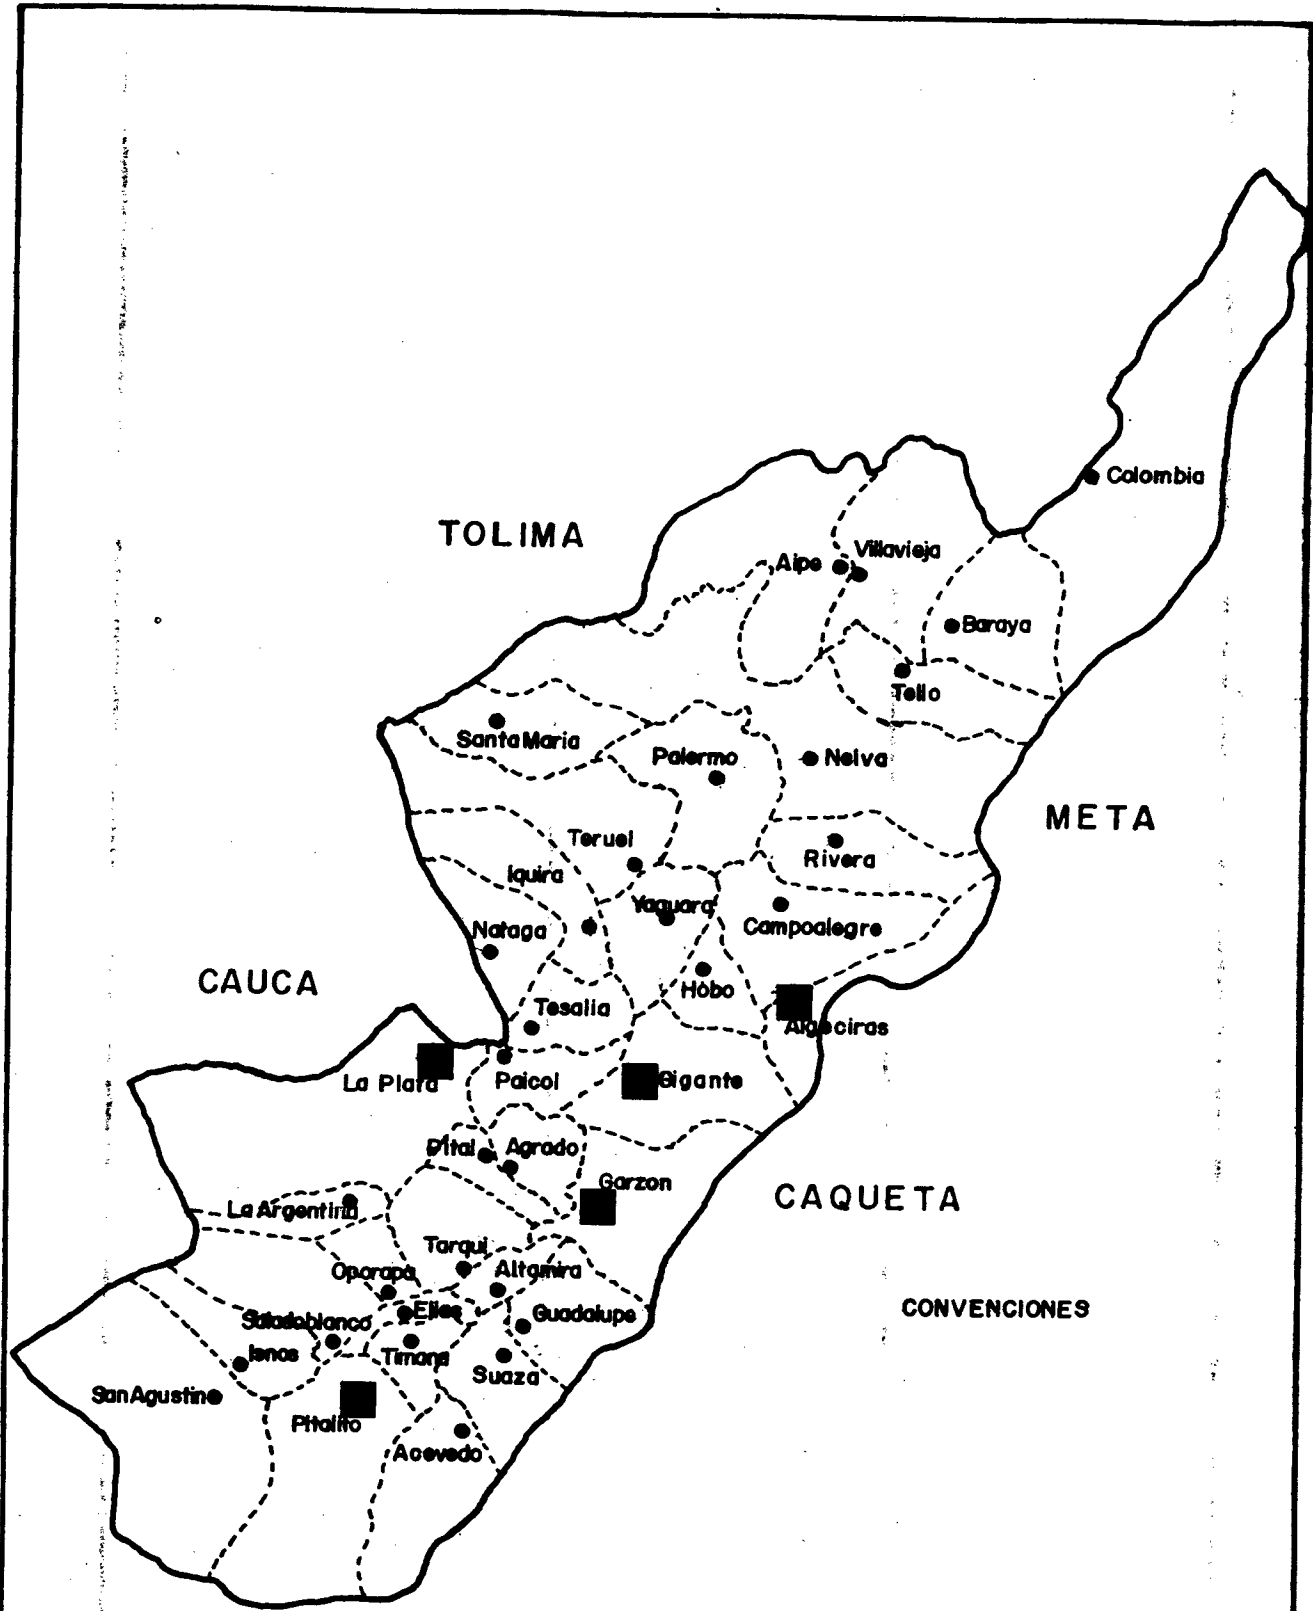 Colombia
TOLIMA
Villavieja
Aipe
Baraya
Tello
Santa Maria
Palermo
Neiva
META
Teruel
Rivera
Iquira
Yaguara
Campoalegre
Nataga
CAUCA
Hobo
Tesalia
Algeciras
La Plata
Paicol
Gigante
Pital
Agrado
Garzon
CAQUETA
La Argentina
Tarqui
Oporapa
Altamira
CONVENCIONES
Elias
Guadalupe
Saladoblanco
Isnos
Timana
Suaza
San Agustin
Pitalito
Acevedo